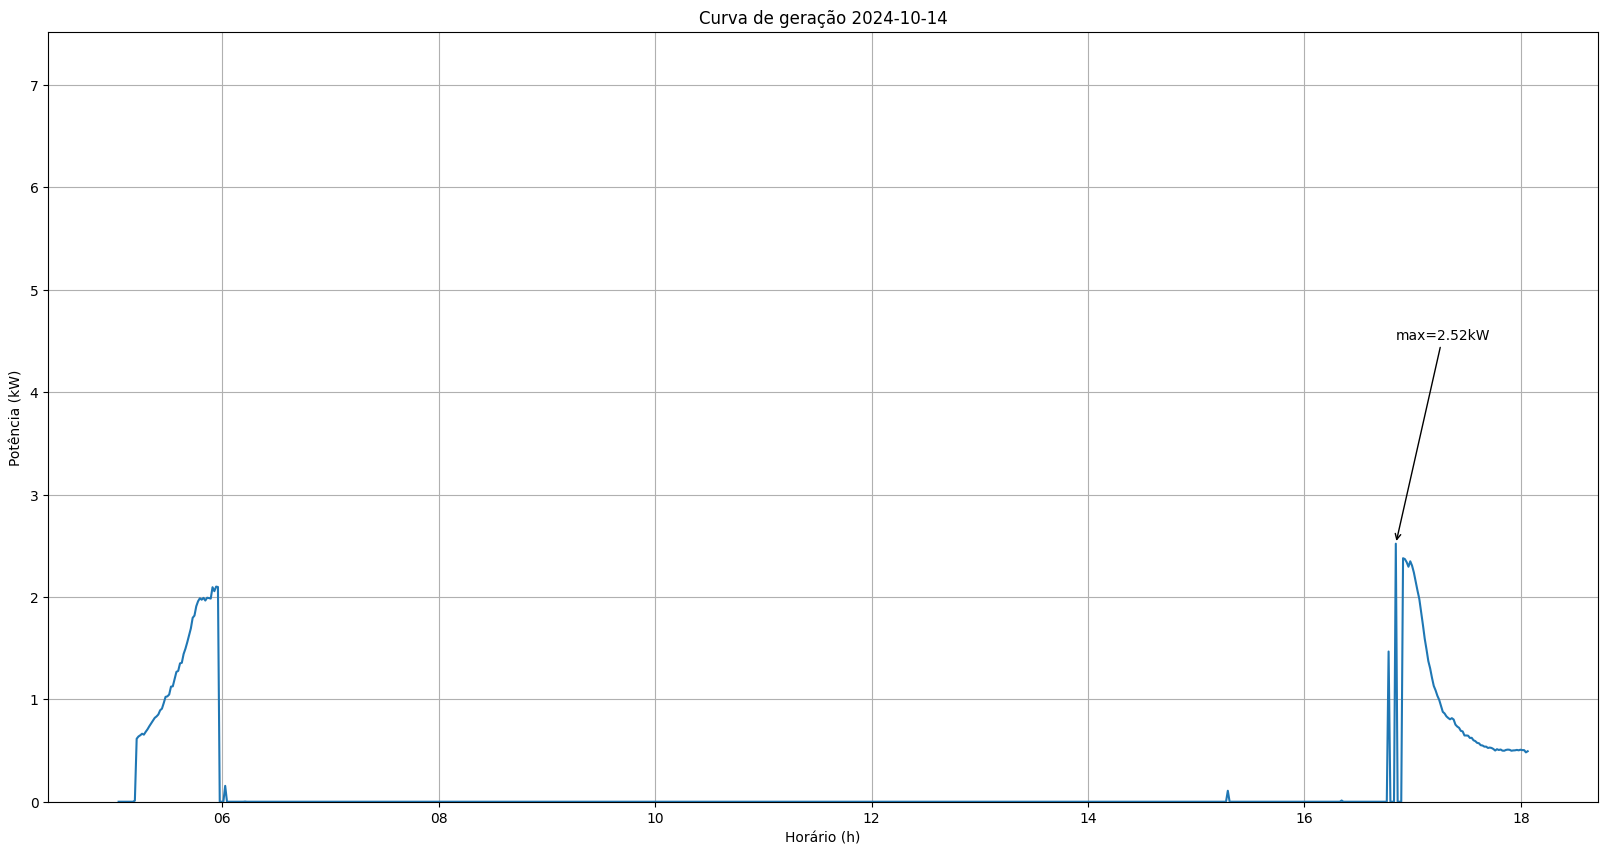 Curva de geração 2024-10-14
Potência (kW)
7
6
5
4
3
2
1
0
max=2.52kW
06 08 10 12 14 16 18
Horário (h)